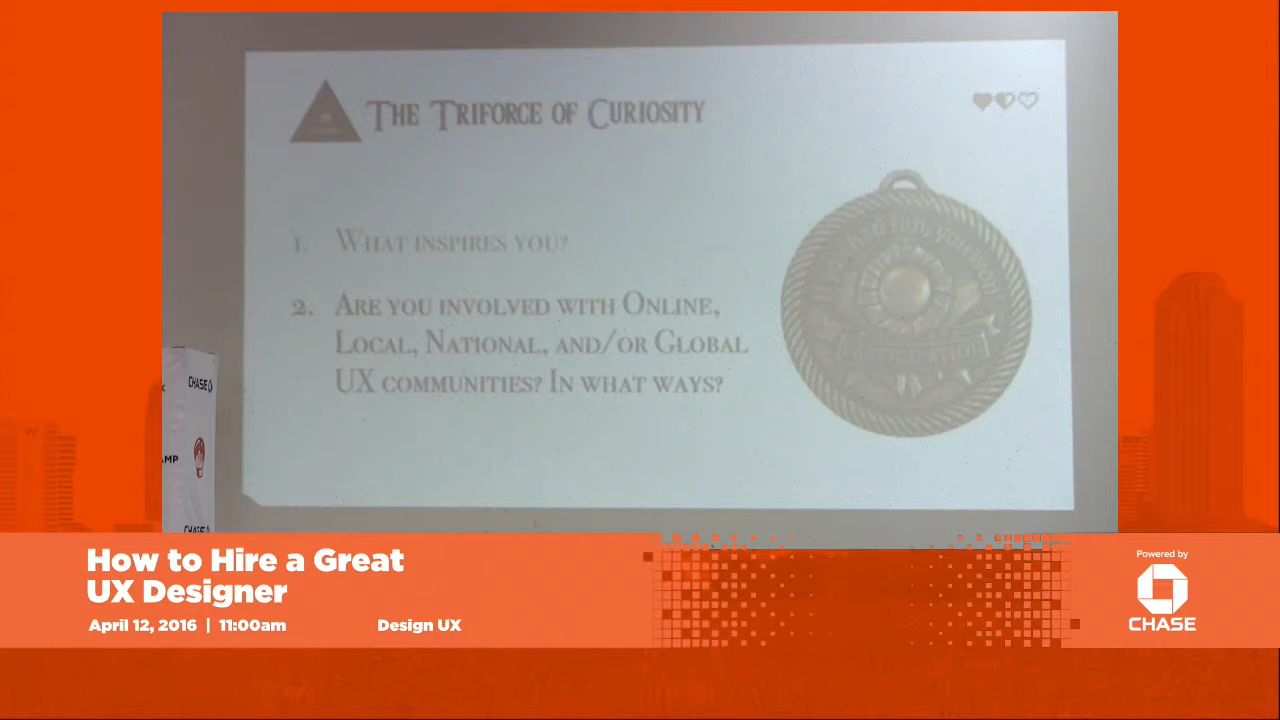 The Triforce of Curiosity
1. What inspires you?
2. Are you involved with Online,
Local, National, and/or Global
UX communities? In what ways?
PARTICIPATION
CHASE
AMP
CHASE
How to Hire a Great
UX Designer
April 12, 2016 | 11:00am
Design UX
Powered by
CHASE